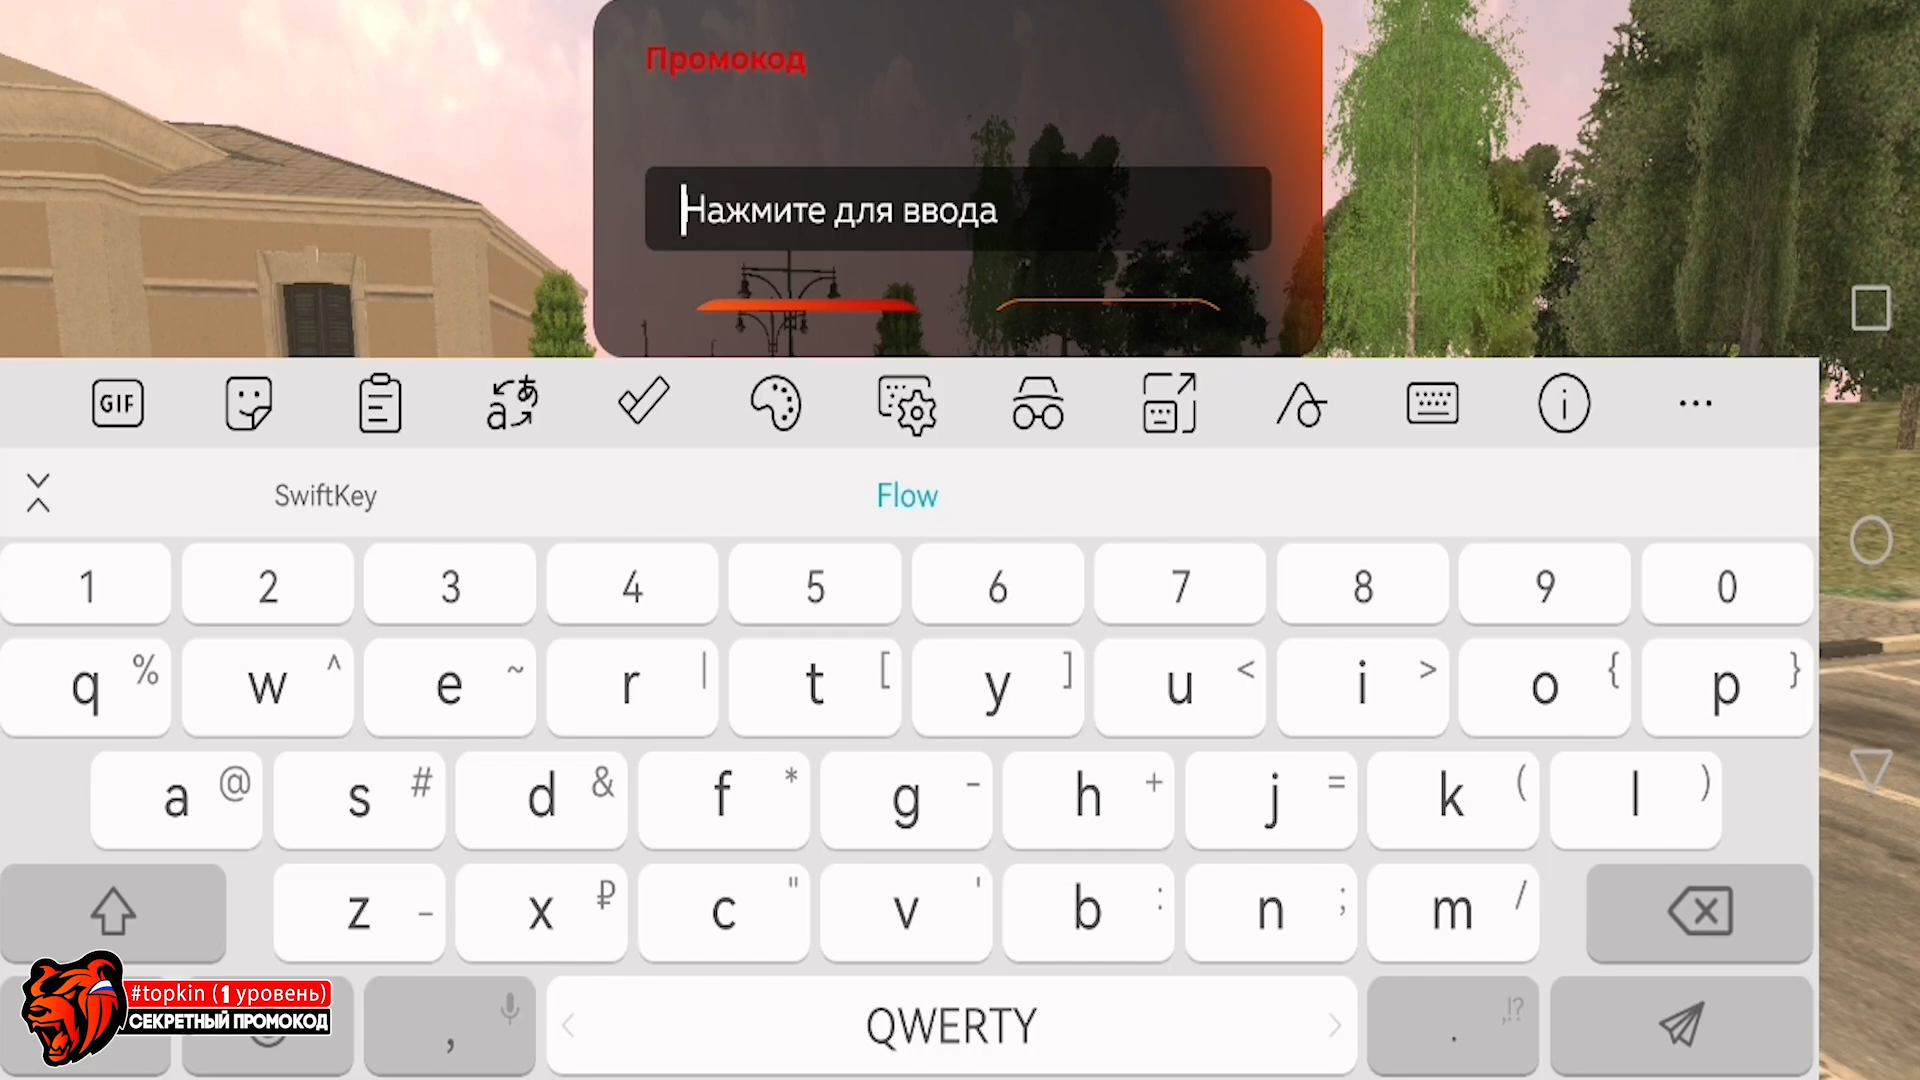 Промокод
Нажмите для ввода
GIF
SwiftKey Flow
1 2 3 4 5 6 7 8 9 0
q % w ^ e ~ r | t [ y ] u < i > o { p }
a @ s # d & f * g - h + j = k ( l )
z _ x ₽ c " v ' b : n ; m /
#topkin (1 уровень)
СЕКРЕТНЫЙ ПРОМОКОД
, QWERTY . ,!?